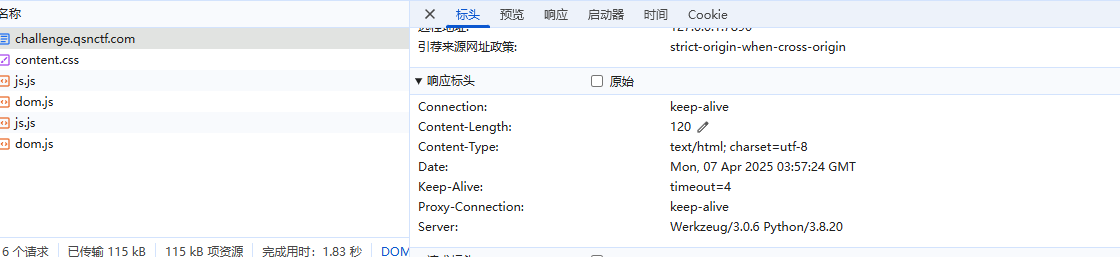 名称
challenge.qsnctf.com
content.css
js.js
dom.js
js.js
dom.js
6 个请求 已传输 115 kB 115 kB 项资源 完成用时：1.83 秒 DOM
标头 预览 响应 启动器 时间 Cookie
引荐来源网址政策: strict-origin-when-cross-origin
响应标头 原始
Connection: keep-alive
Content-Length: 120
Content-Type: text/html; charset=utf-8
Date: Mon, 07 Apr 2025 03:57:24 GMT
Keep-Alive: timeout=4
Proxy-Connection: keep-alive
Server: Werkzeug/3.0.6 Python/3.8.20